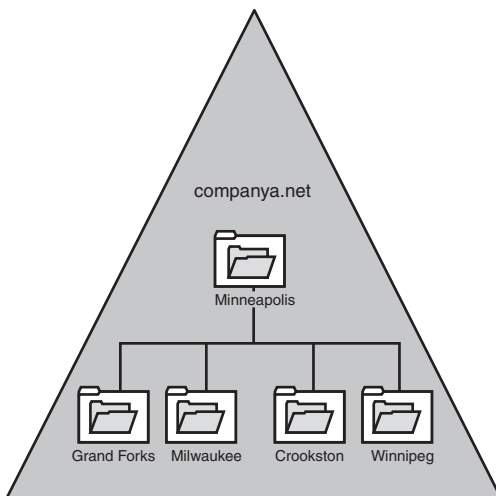 companya.net
Minneapolis
Grand Forks
Milwaukee
Crookston
Winnipeg